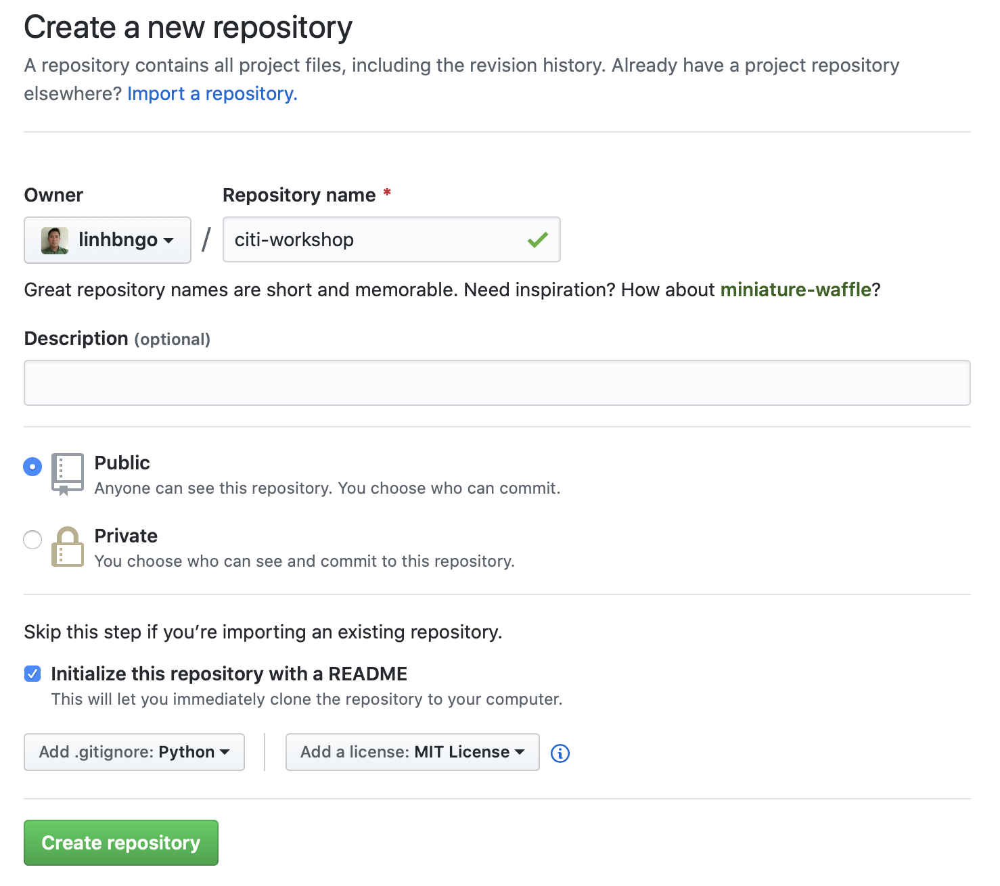 Create a new repository
A repository contains all project files, including the revision history. Already have a project repository
elsewhere? Import a repository.
Owner
Repository name *
linhbngo
/
citi-workshop
Great repository names are short and memorable. Need inspiration? How about miniature-waffle?
Description (optional)
Public
Anyone can see this repository. You choose who can commit.
Private
You choose who can see and commit to this repository.
Skip this step if you’re importing an existing repository.
Initialize this repository with a README
This will let you immediately clone the repository to your computer.
Add .gitignore: Python
Add a license: MIT License
Create repository